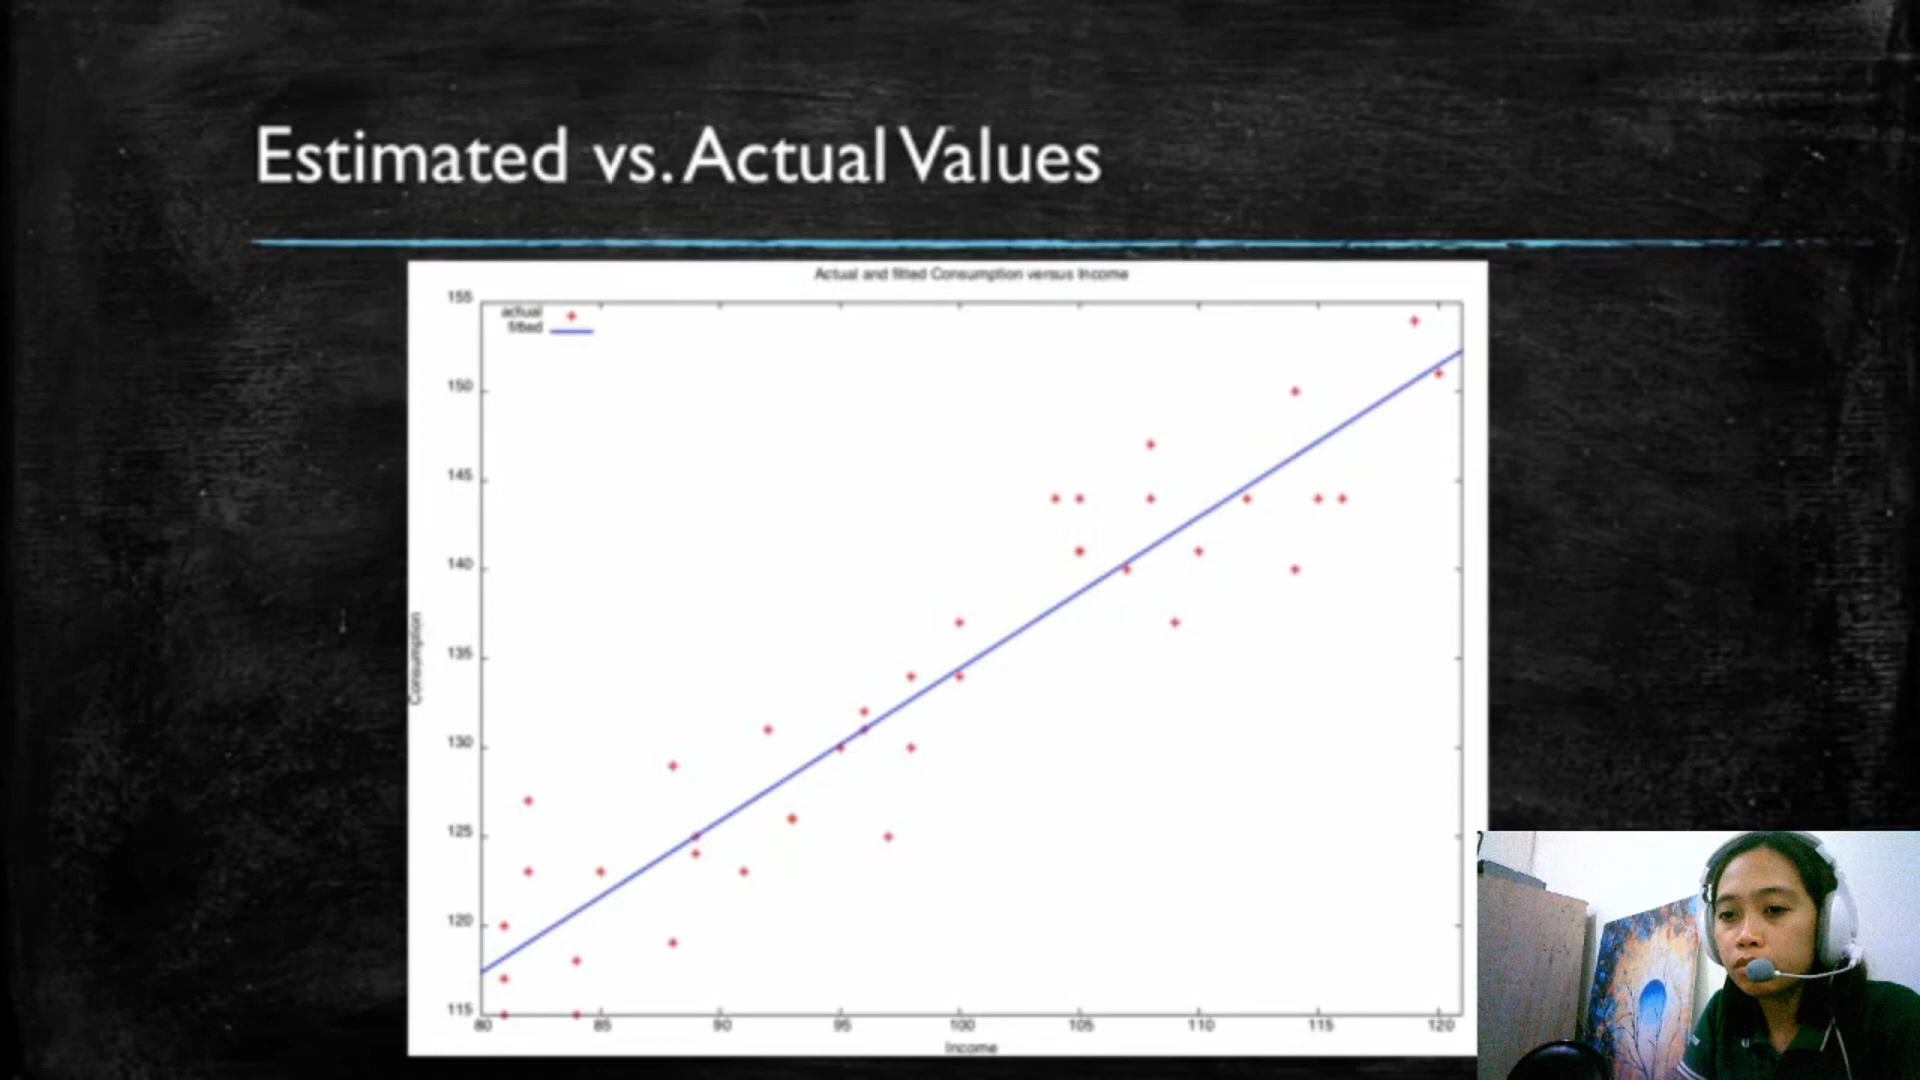 Estimated vs. Actual Values
Actual and fitted Consumption versus Income
actual
fitted
155
150
145
140
135
130
125
120
115
Consumption
80 85 90 95 100 105 110 115 120
Income